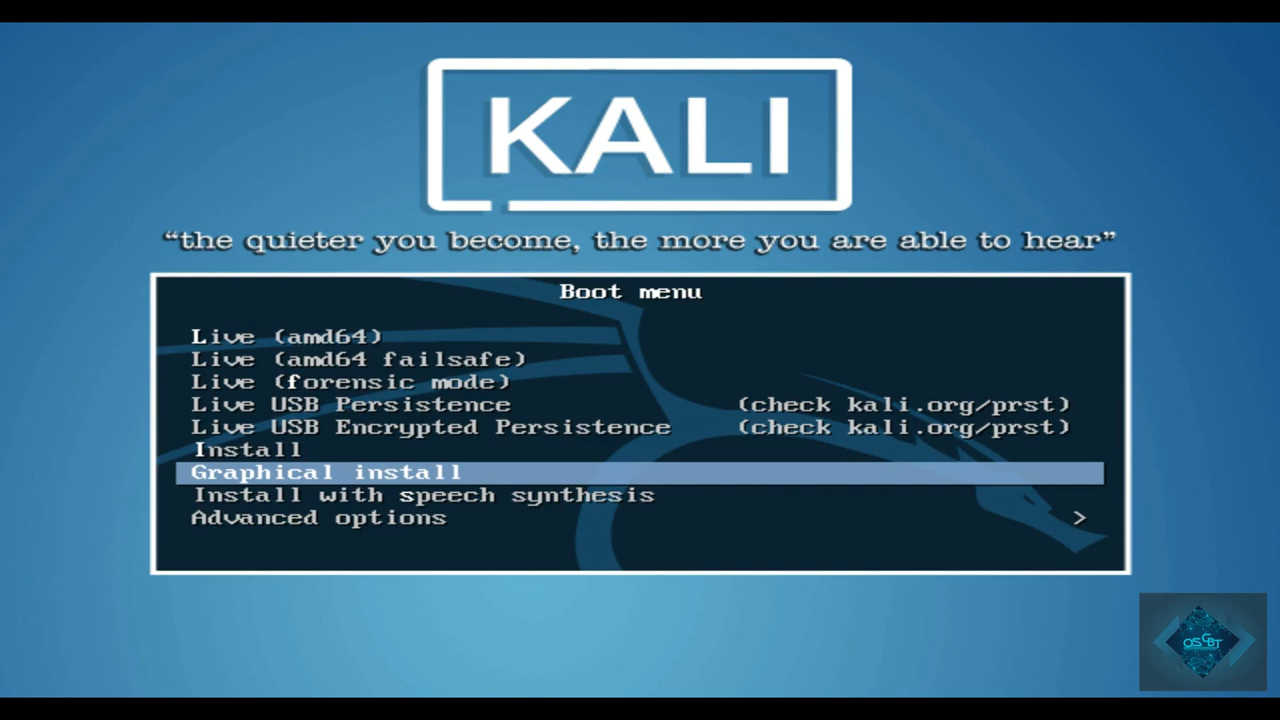 KALI
“the quieter you become, the more you are able to hear”
Boot menu
Live (amd64)
Live (amd64 failsafe)
Live (forensic mode)
Live USB Persistence (check kali.org/prst)
Live USB Encrypted Persistence (check kali.org/prst)
Install
Graphical install
Install with speech synthesis
Advanced options >
OSCBT